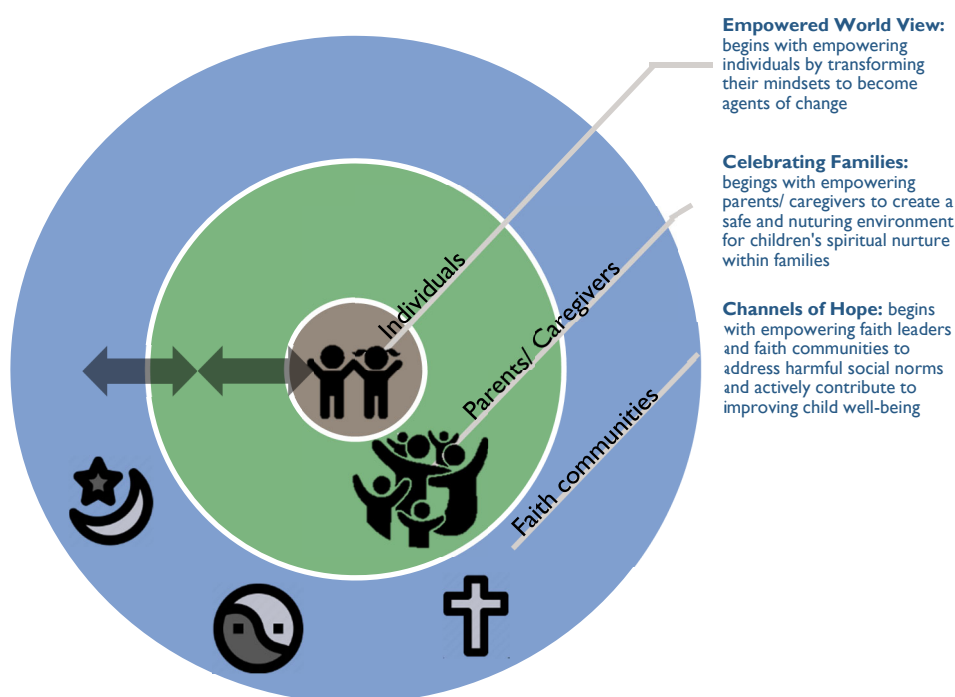 Empowered World View:
begins with empowering
individuals by transforming
their mindsets to become
agents of change
Celebrating Families:
begings with empowering
parents/ caregivers to create a
safe and nuturing environment
for children's spiritual nurture
within families
Channels of Hope: begins
with empowering faith leaders
and faith communities to
address harmful social norms
and actively contribute to
improving child well-being
Individuals
Parents/ Caregivers
Faith communities